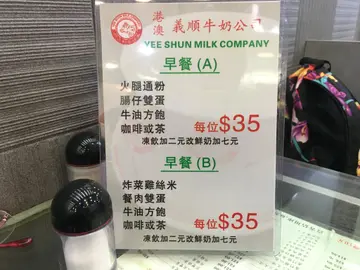 港澳 義順牛奶公司
YEE SHUN MILK COMPANY
早餐 (A)
火腿通粉
腸仔雙蛋
牛油方飽
咖啡或茶 每位$35
凍飲加二元改鮮奶加七元
早餐 (B)
炸菜雞絲米
餐肉雙蛋
牛油方飽
咖啡或茶 每位$35
凍飲加二元改鮮奶加七元